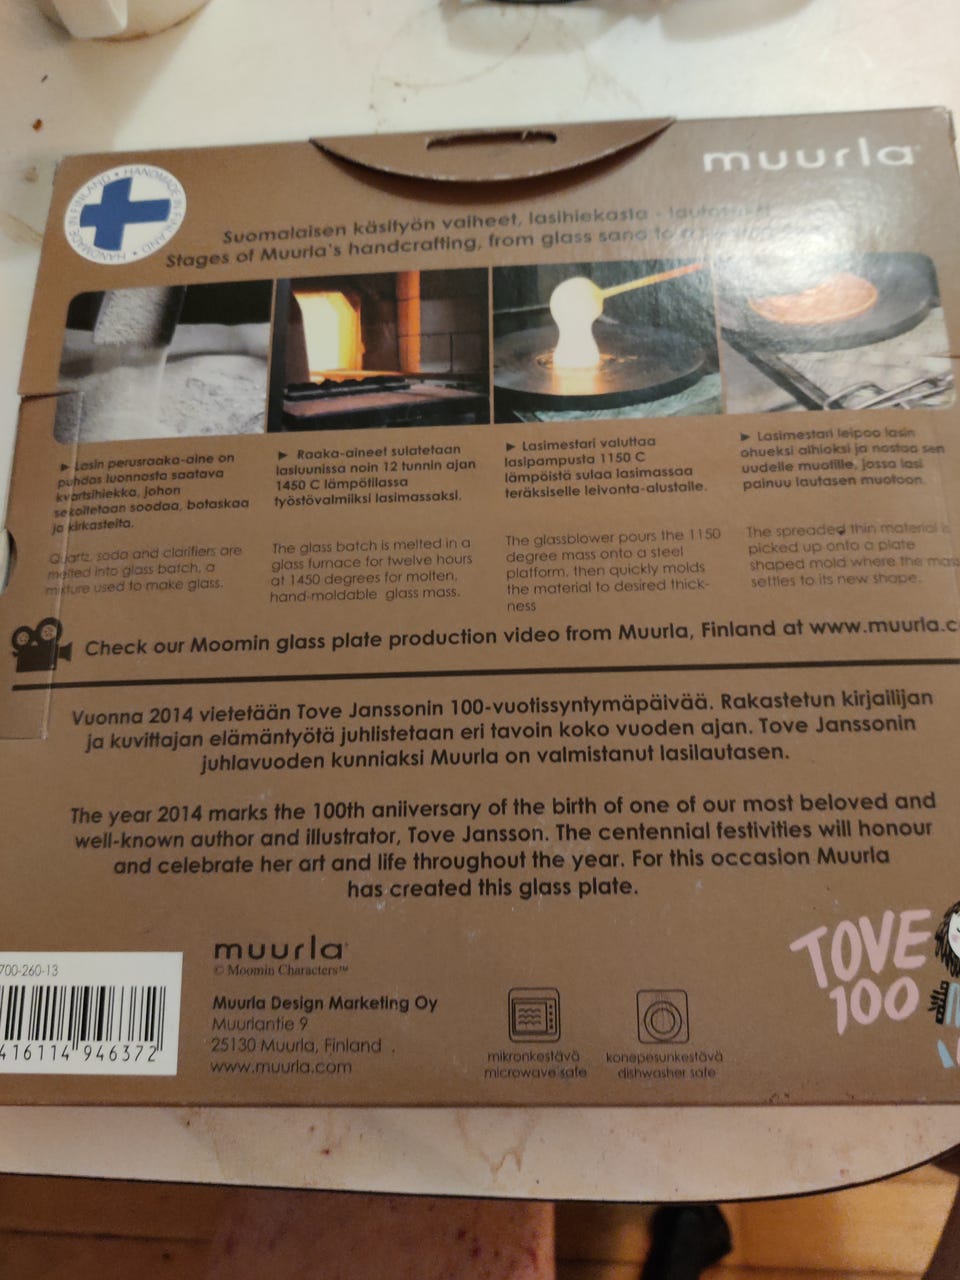 muurla
HANDMADE IN FINLAND • HANDMADE IN FINLAND •
Suomalaisen käsityön vaiheet, lasihiekasta -
Stages of Muurla's handcrafting, from glass sand to
▶ Lasin perusraaka-aine on
puhdas luonnosta saatava
kvartsihiekka, johon
sekoitetaan soodaa, potaskaa
ja kirkasteita.
Quartz, soda and clarifiers are
melted into glass batch, a
mixture used to make glass.
▶ Raaka-aineet sulatetaan
lasiuunissa noin 12 tunnin ajan
1450 C lämpötilassa
työstövalmiiksi lasimassaksi.
The glass batch is melted in a
glass furnace for twelve hours
at 1450 degrees for molten,
hand-moldable glass mass.
▶ Lasimestari valuttaa
lasipampusta 1150 C
lämpöistä sulaa lasimassaa
teräksiselle leivonta-alustalle.
The glassblower pours the 1150
degree mass onto a steel
platform, then quickly molds
the material to desired thick-
ness
▶ Lasimestari leipoo lasin
ohueksi aihioksi ja nostaa sen
uudelle muotille, jossa lasi
painuu lautasen muotoon.
The spreaded thin material is
picked up onto a plate
shaped mold where the mas
settles to its new shape.
Check our Moomin glass plate production video from Muurla, Finland at www.muurla.c
Vuonna 2014 vietetään Tove Janssonin 100-vuotissyntymäpäivää. Rakastetun kirjailijan
ja kuvittajan elämäntyötä juhlistetaan eri tavoin koko vuoden ajan. Tove Janssonin
juhlavuoden kunniaksi Muurla on valmistanut lasilautasen.
The year 2014 marks the 100th aniiversary of the birth of one of our most beloved and
well-known author and illustrator, Tove Jansson. The centennial festivities will honour
and celebrate her art and life throughout the year. For this occasion Muurla
has created this glass plate.
700-260-13
416114 946372
muurla
© Moomin Characters™
Muurla Design Marketing Oy
Muurlantie 9
25130 Muurla, Finland
www.muurla.com
mikronkestävä
microwave safe
konepesunkestävä
dishwasher safe
TOVE
100